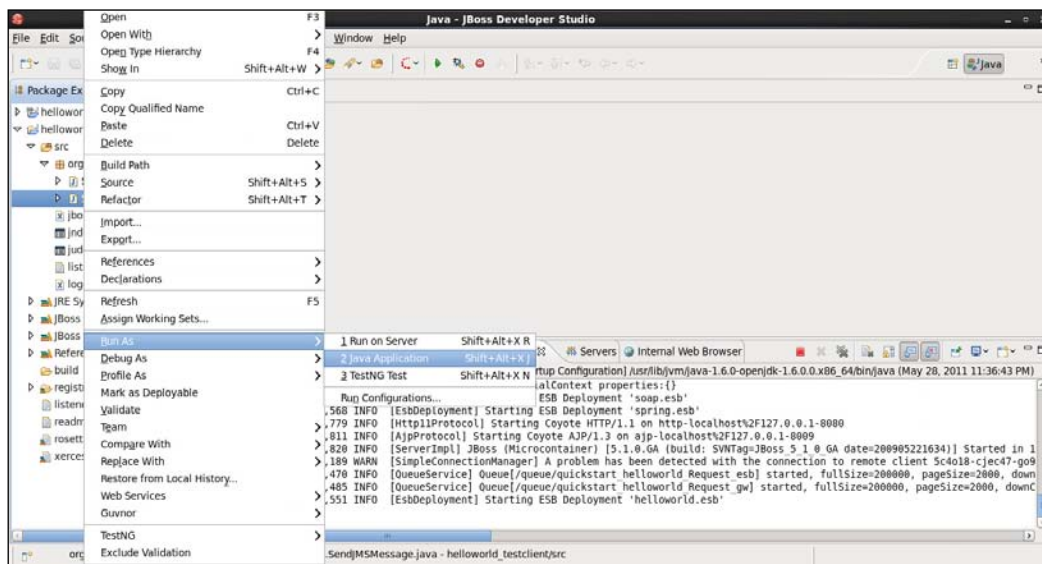 Java - JBoss Developer Studio
File Edit Sou
Window Help
Java
Package Ex
hellowor
hellowor
src
org
S
S
jbo
jnd
jud
list
log
JRE Sy
JBoss
JBoss
Refere
build
registr
listene
readm
rosett
xerces
Open F3
Open With
Open Type Hierarchy F4
Show In Shift+Alt+W
Copy Ctrl+C
Copy Qualified Name
Paste Ctrl+V
Delete Delete
Build Path
Source Shift+Alt+S
Refactor Shift+Alt+T
Import...
Export...
References
Declarations
Refresh F5
Assign Working Sets...
Run As
Debug As
Profile As
Mark as Deployable
Validate
Team
Compare With
Replace With
Restore from Local History...
Web Services
Guvnor
TestNG
Exclude Validation
1 Run on Server Shift+Alt+X R
2 Java Application Shift+Alt+X J
3 TestNG Test Shift+Alt+X N
Run Configurations...
Servers Internal Web Browser
rtup Configuration] /usr/lib/jvm/java-1.6.0-openjdk-1.6.0.0.x86_64/bin/java (May 28, 2011 11:36:43 PM)
ialContext properties:{}
ESB Deployment 'soap.esb'
,568 INFO [EsbDeployment] Starting ESB Deployment 'spring.esb'
,779 INFO [Http11Protocol] Starting Coyote HTTP/1.1 on http-localhost%2F127.0.0.1-8080
,811 INFO [AjpProtocol] Starting Coyote AJP/1.3 on ajp-localhost%2F127.0.0.1-8009
,820 INFO [ServerImpl] JBoss (Microcontainer) [5.1.0.GA (build: SVNTag=JBoss_5_1_0_GA date=200905221634)] Started in 1
,189 WARN [SimpleConnectionManager] A problem has been detected with the connection to remote client 5c4o18-cjec47-go9
,470 INFO [QueueService] Queue[/queue/quickstart_helloworld_Request_esb] started, fullSize=200000, pageSize=2000, down
,485 INFO [QueueService] Queue[/queue/quickstart_helloworld_Request_gw] started, fullSize=200000, pageSize=2000, downC
,551 INFO [EsbDeployment] Starting ESB Deployment 'helloworld.esb'
org
.SendJMSMessage.java - helloworld_testclient/src